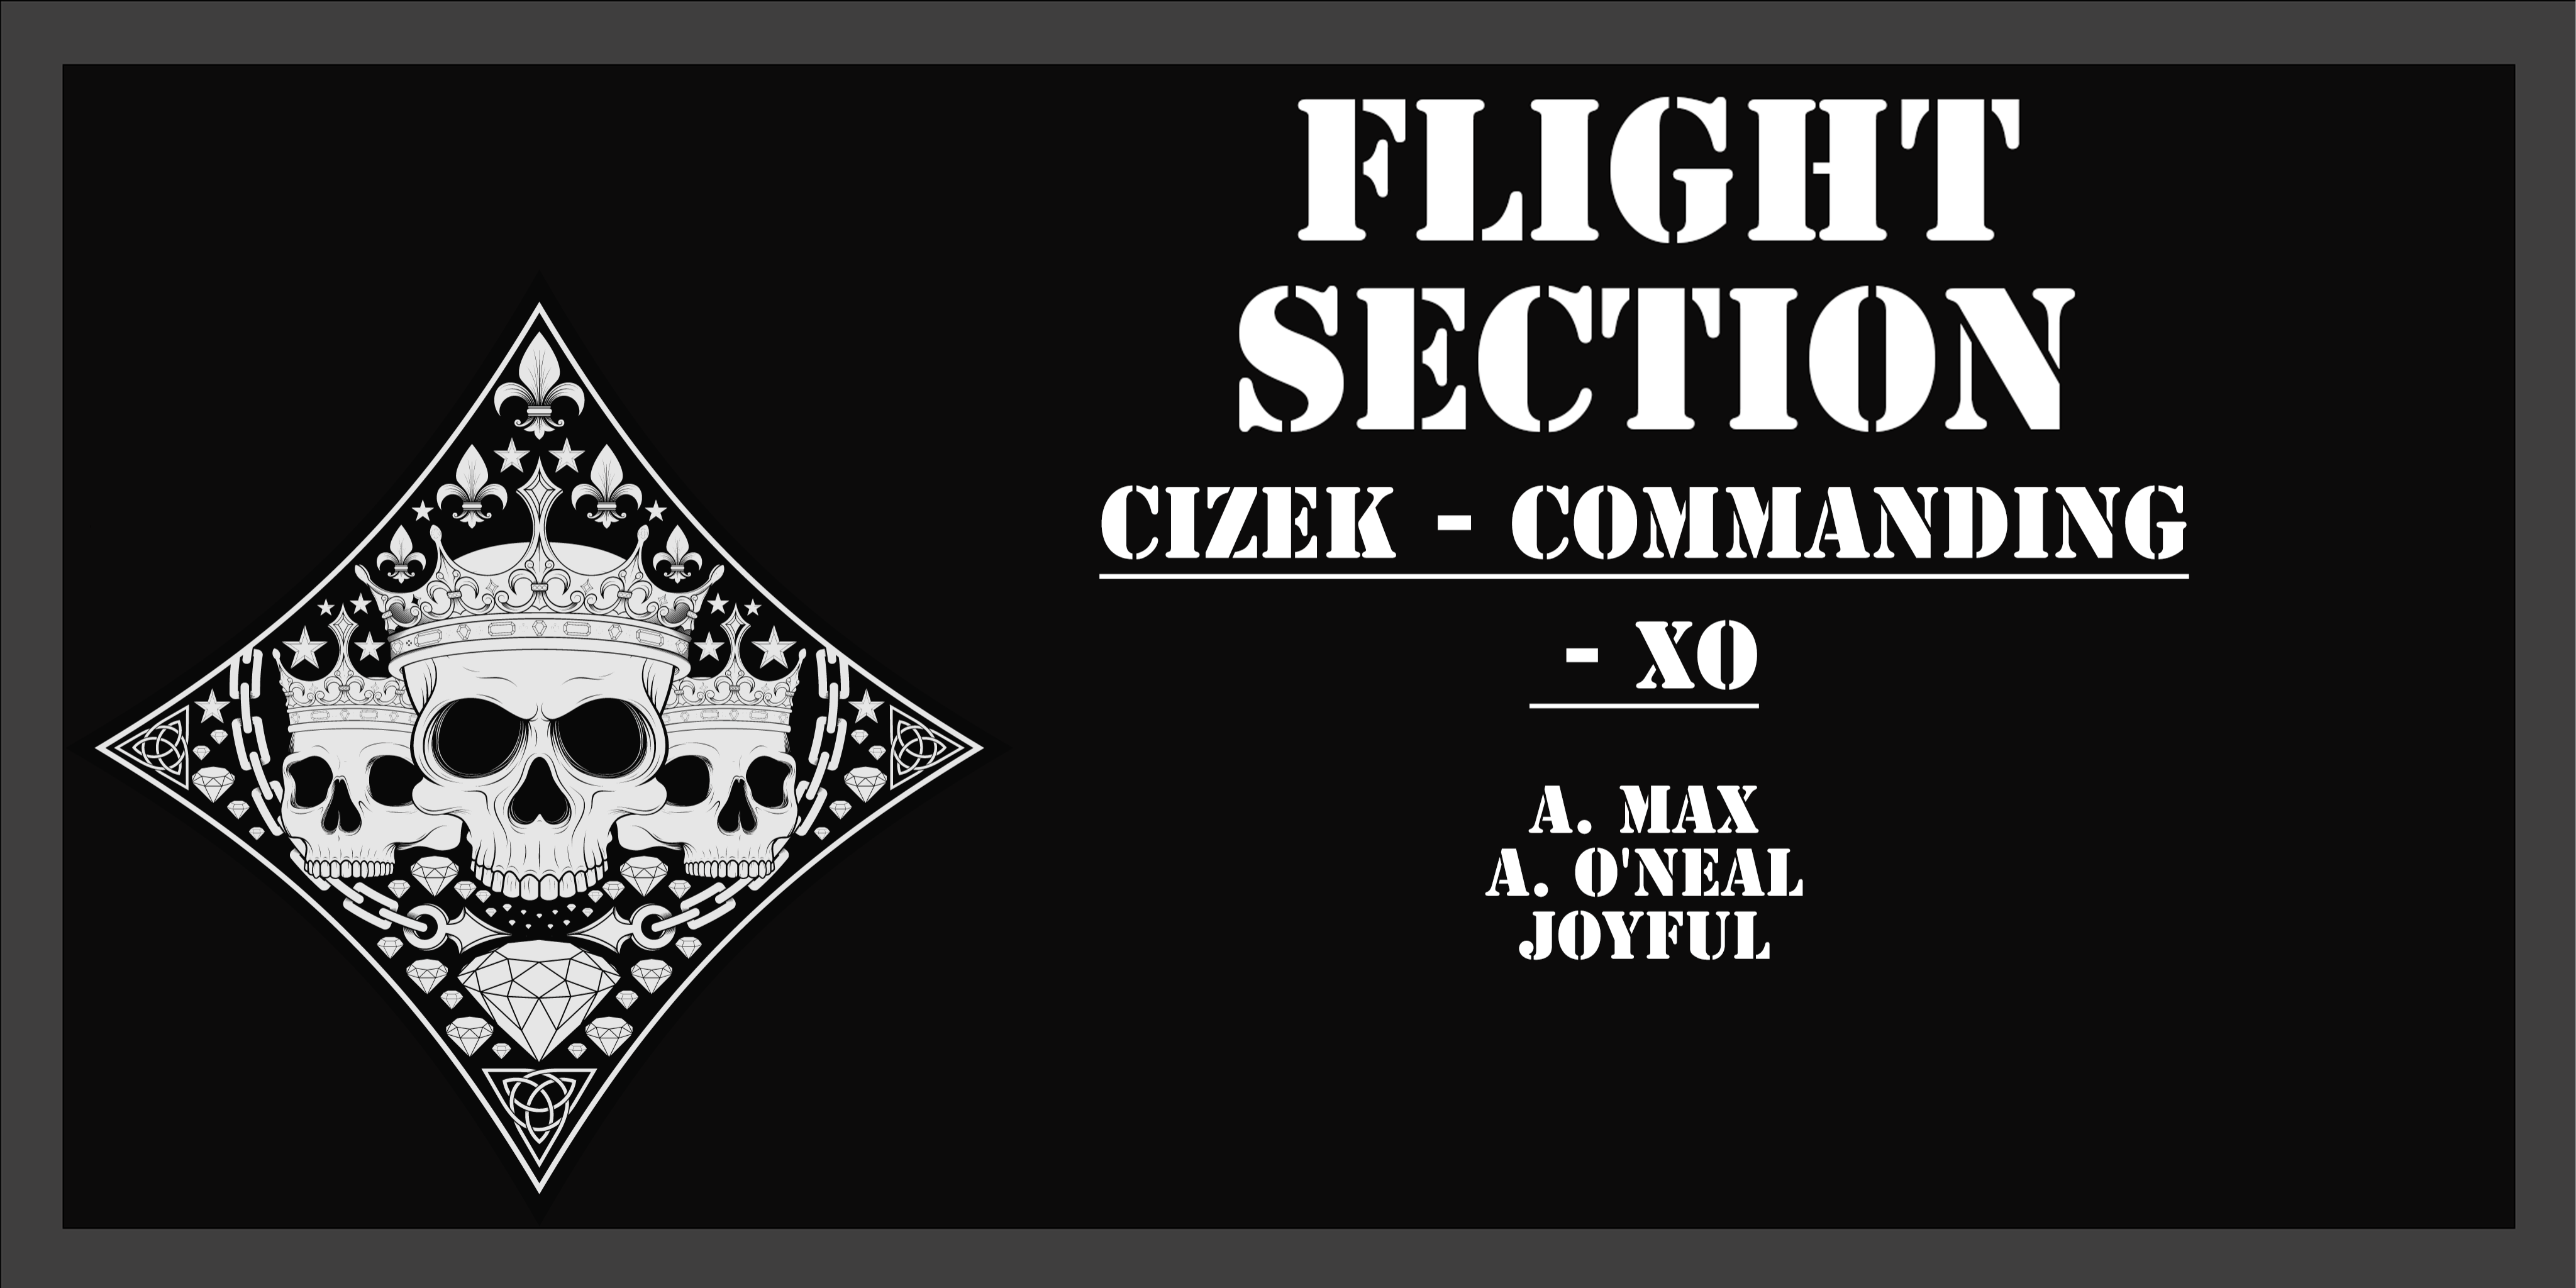 FLIGHT
SECTION
CIZEK - COMMANDING
- XO
A. MAX
A. O'NEAL
JOYFUL